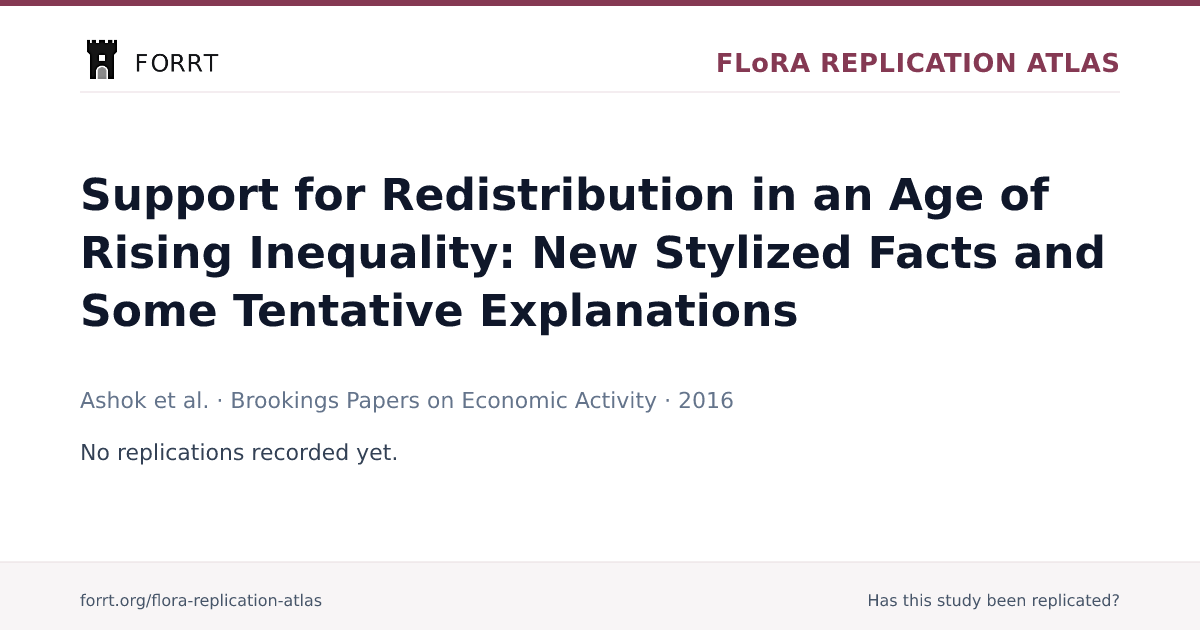 FORRT
FLoRA REPLICATION ATLAS
Support for Redistribution in an Age of
Rising Inequality: New Stylized Facts and
Some Tentative Explanations
Ashok et al. · Brookings Papers on Economic Activity · 2016
No replications recorded yet.
forrt.org/flora-replication-atlas
Has this study been replicated?